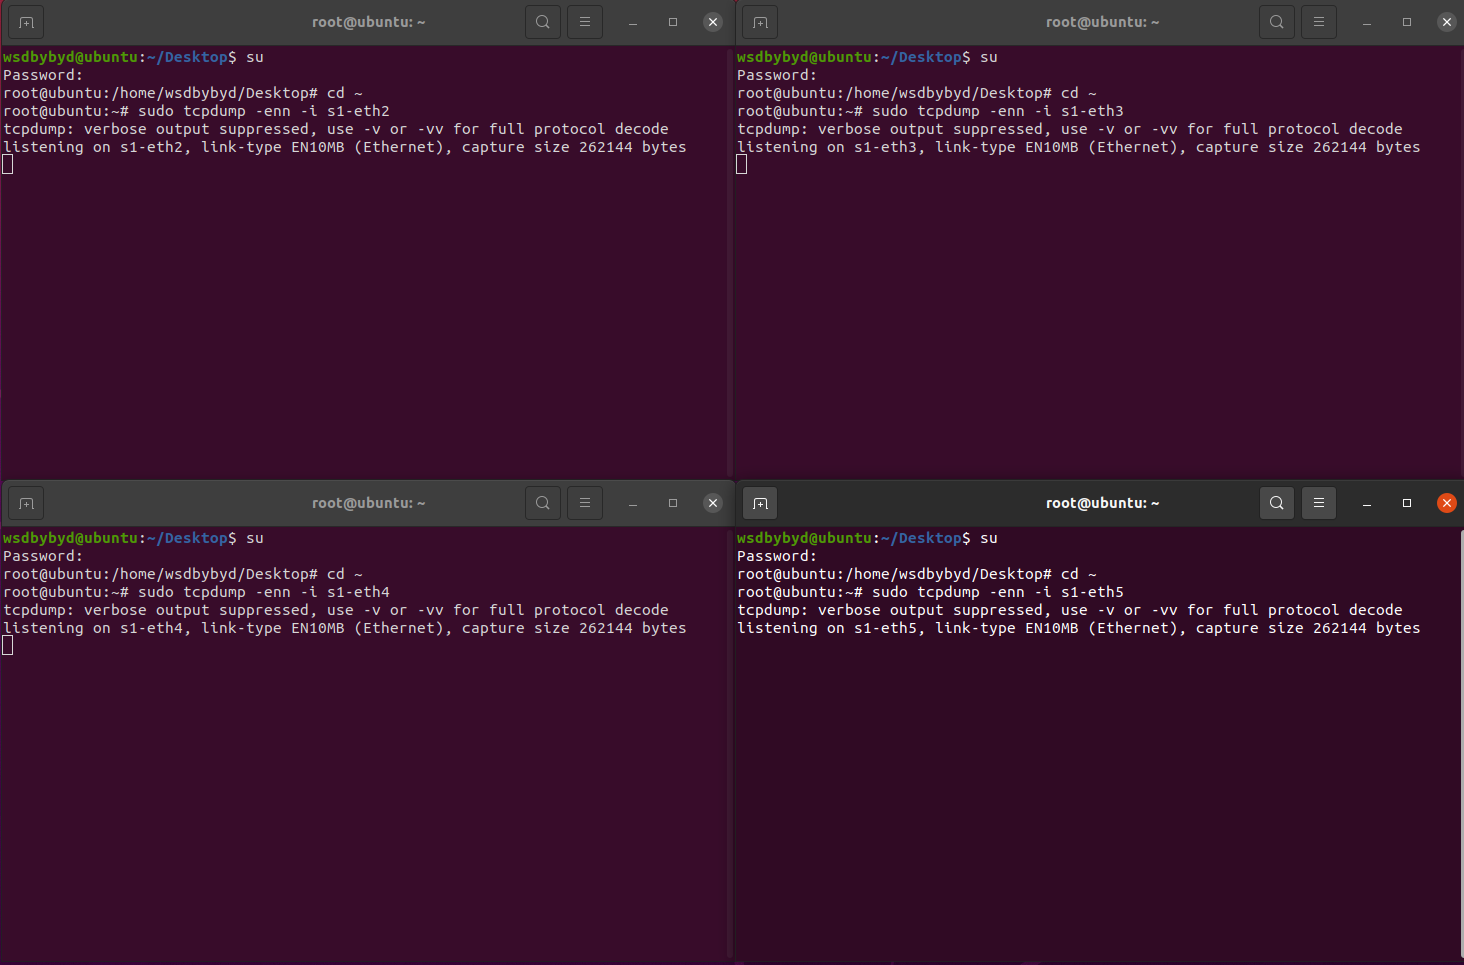 root@ubuntu: ~
wsdbybyd@ubuntu:~/Desktop$ su
Password:
root@ubuntu:/home/wsdbybyd/Desktop# cd ~
root@ubuntu:~# sudo tcpdump -enn -i s1-eth2
tcpdump: verbose output suppressed, use -v or -vv for full protocol decode
listening on s1-eth2, link-type EN10MB (Ethernet), capture size 262144 bytes
root@ubuntu: ~
wsdbybyd@ubuntu:~/Desktop$ su
Password:
root@ubuntu:/home/wsdbybyd/Desktop# cd ~
root@ubuntu:~# sudo tcpdump -enn -i s1-eth3
tcpdump: verbose output suppressed, use -v or -vv for full protocol decode
listening on s1-eth3, link-type EN10MB (Ethernet), capture size 262144 bytes
root@ubuntu: ~
wsdbybyd@ubuntu:~/Desktop$ su
Password:
root@ubuntu:/home/wsdbybyd/Desktop# cd ~
root@ubuntu:~# sudo tcpdump -enn -i s1-eth4
tcpdump: verbose output suppressed, use -v or -vv for full protocol decode
listening on s1-eth4, link-type EN10MB (Ethernet), capture size 262144 bytes
root@ubuntu: ~
wsdbybyd@ubuntu:~/Desktop$ su
Password:
root@ubuntu:/home/wsdbybyd/Desktop# cd ~
root@ubuntu:~# sudo tcpdump -enn -i s1-eth5
tcpdump: verbose output suppressed, use -v or -vv for full protocol decode
listening on s1-eth5, link-type EN10MB (Ethernet), capture size 262144 bytes